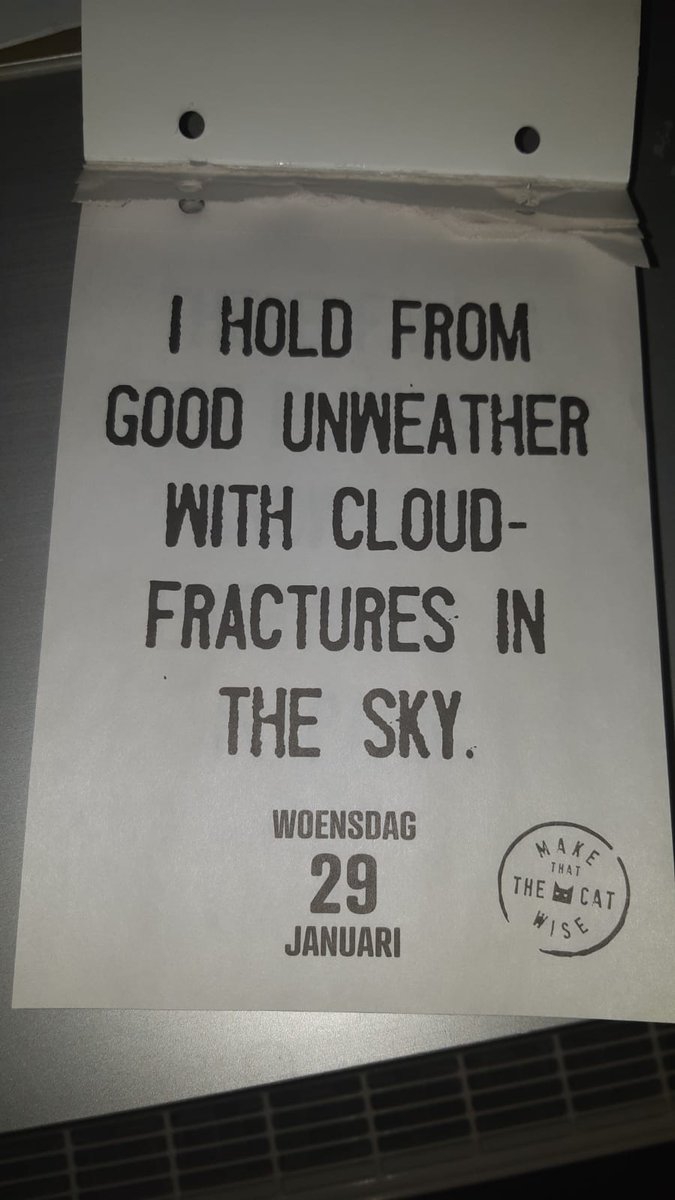 I HOLD FROM
GOOD UNWEATHER
WITH CLOUD-
FRACTURES IN
THE SKY.
WOENSDAG
29
JANUARI
MAKE
THAT
THE CAT
WISE